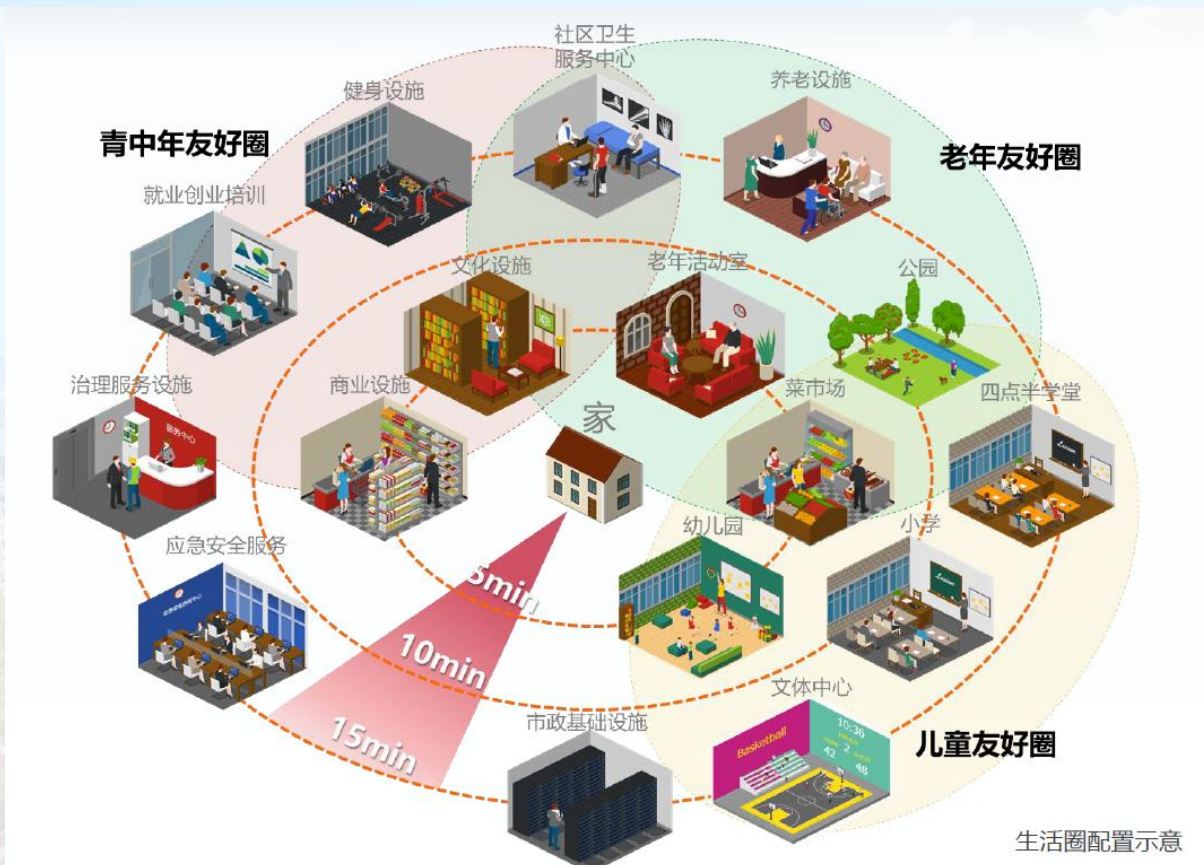 社区卫生
服务中心
健身设施
养老设施
青中年友好圈
老年友好圈
就业创业培训
文化设施
老年活动室
公园
治理服务设施
商业设施
菜市场
四点半学堂
家
服务中心
Lesson
应急安全服务
幼儿园
小学
Lesson
5min
10min
15min
市政基础设施
文体中心
儿童友好圈
Basketball
10:36
2
42
48
生活圈配置示意